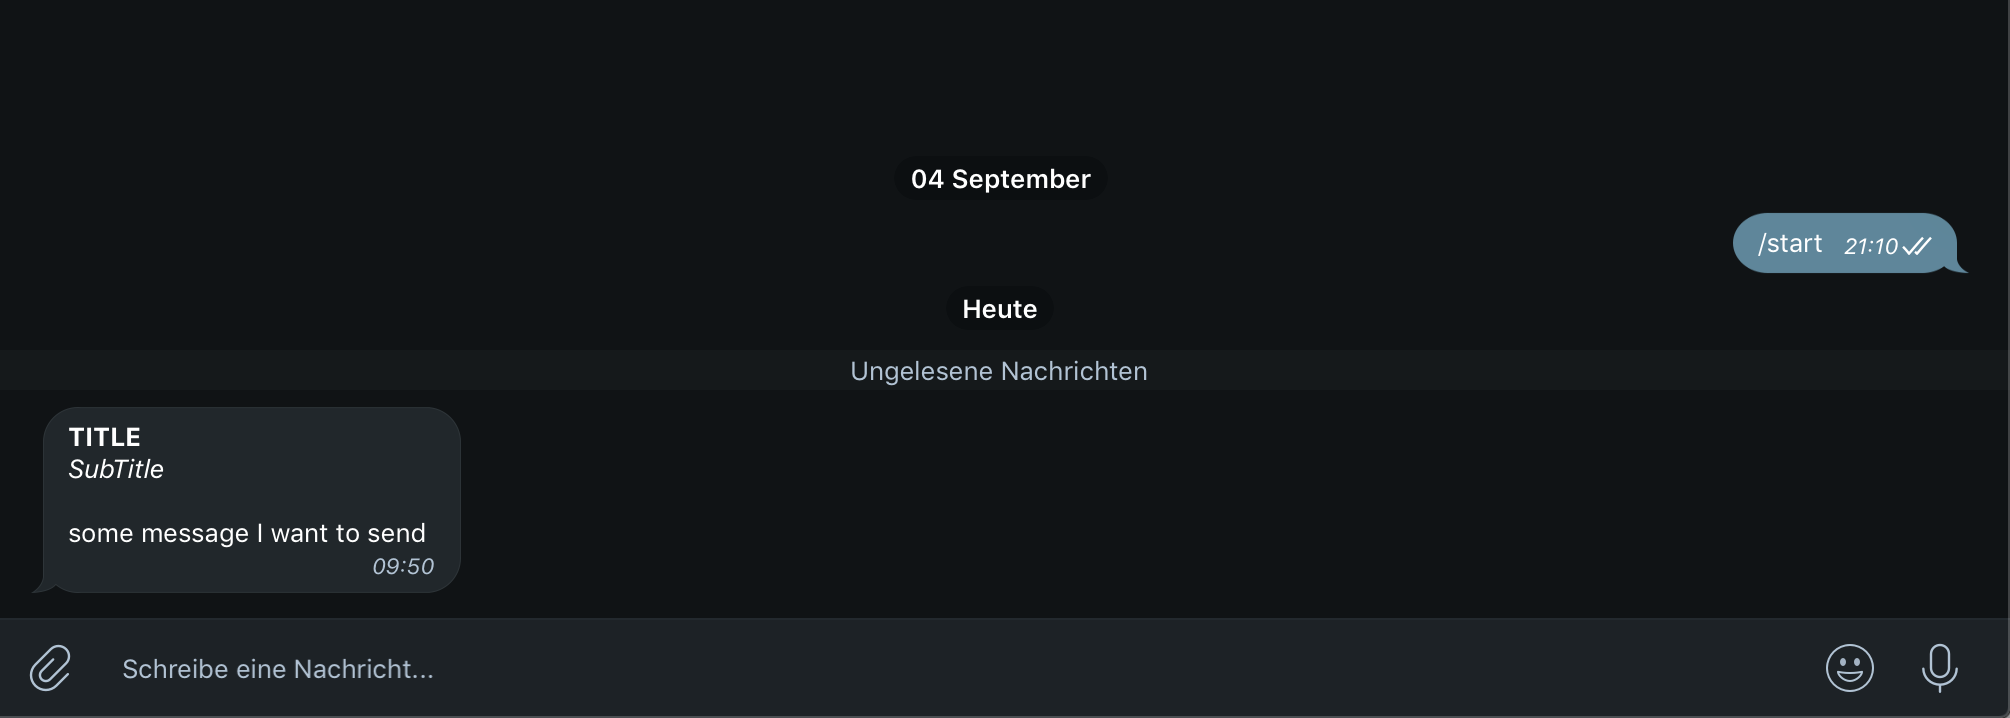 04 September
/start 21:10
Heute
Ungelesene Nachrichten
TITLE
SubTitle
some message I want to send
09:50
Schreibe eine Nachricht...